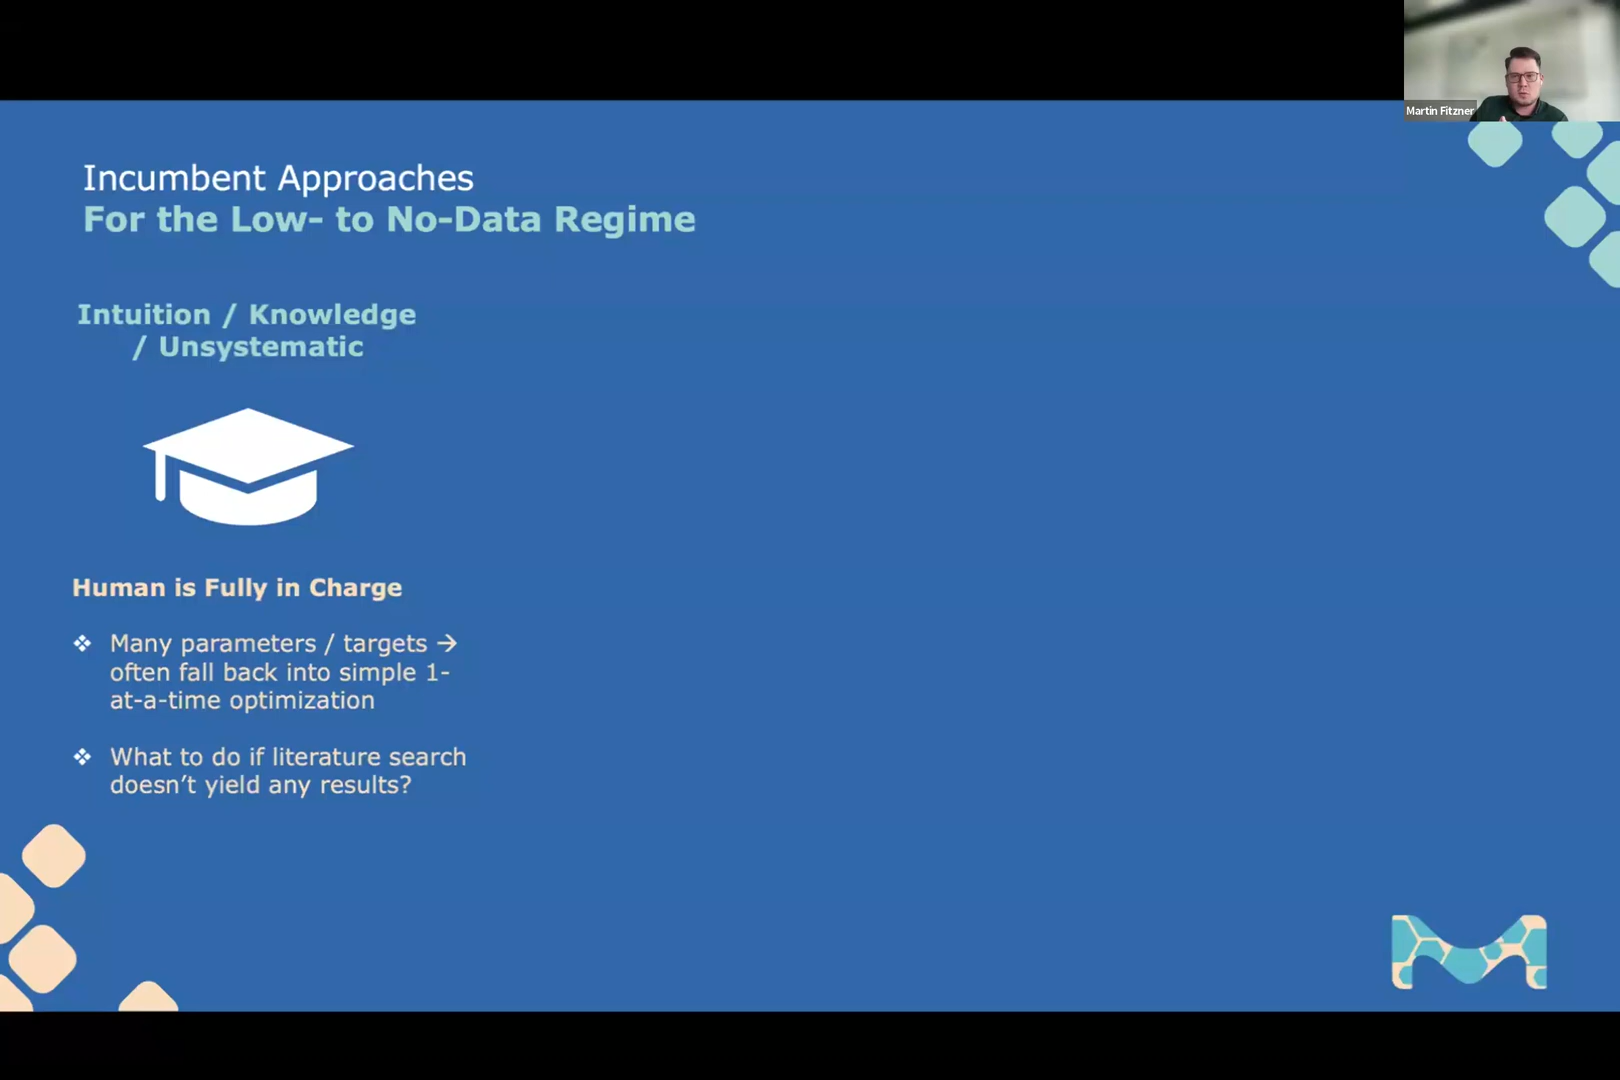 Martin Fitzner
Incumbent Approaches
For the Low- to No-Data Regime
Intuition / Knowledge
/ Unsystematic
Human is Fully in Charge
❖ Many parameters / targets →
often fall back into simple 1-
at-a-time optimization
❖ What to do if literature search
doesn’t yield any results?